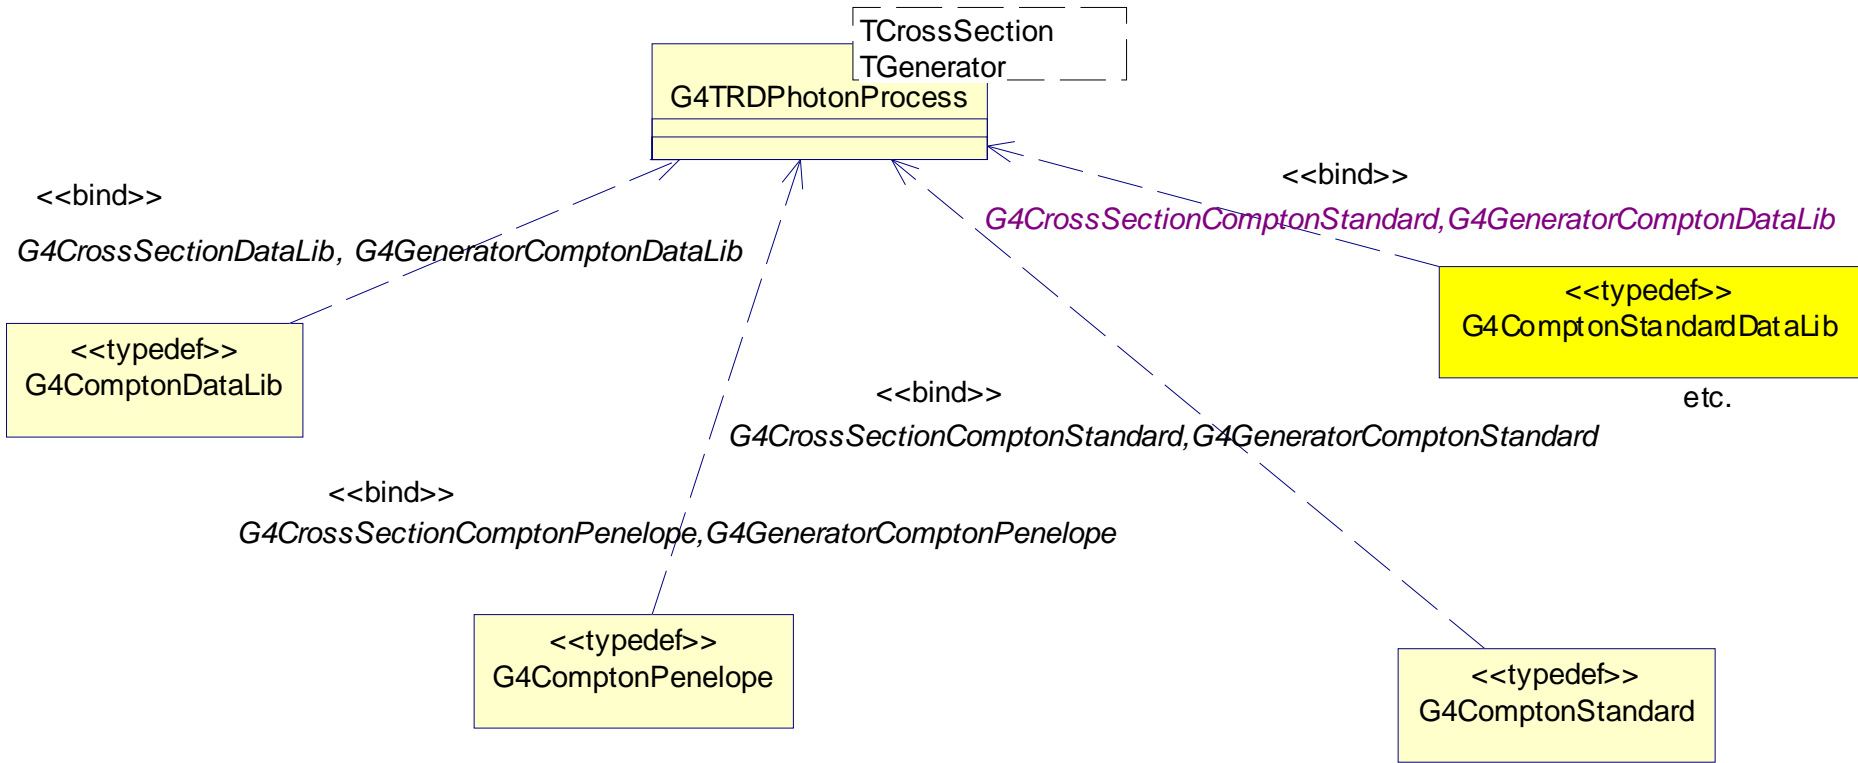 TCrossSection
TGenerator
G4TRDPhotonProcess
<<bind>>
G4CrossSectionComptonStandard,G4GeneratorComptonDataLib
<<bind>>
G4CrossSectionDataLib, G4GeneratorComptonDataLib
<<typedef>>
G4ComptonStandardDataLib
etc.
<<typedef>>
G4ComptonDataLib
<<bind>>
G4CrossSectionComptonStandard,G4GeneratorComptonStandard
<<bind>>
G4CrossSectionComptonPenelope,G4GeneratorComptonPenelope
<<typedef>>
G4ComptonPenelope
<<typedef>>
G4ComptonStandard